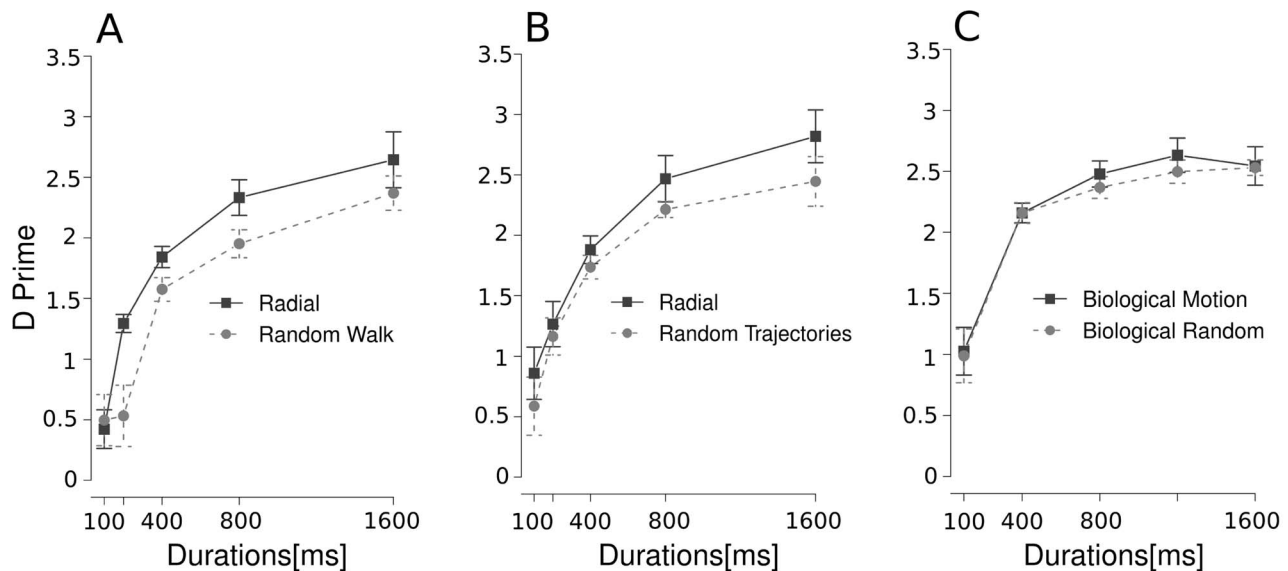 A
3.5
3
2.5
2
1.5
1
0.5
0
D Prime
Radial
Random Walk
100 400 800 1600
Durations[ms]
B
3.5
3
2.5
2
1.5
1
0.5
0
Radial
Random Trajectories
100 400 800 1600
Durations[ms]
C
3.5
3
2.5
2
1.5
1
0.5
0
Biological Motion
Biological Random
100 400 800 1600
Durations[ms]